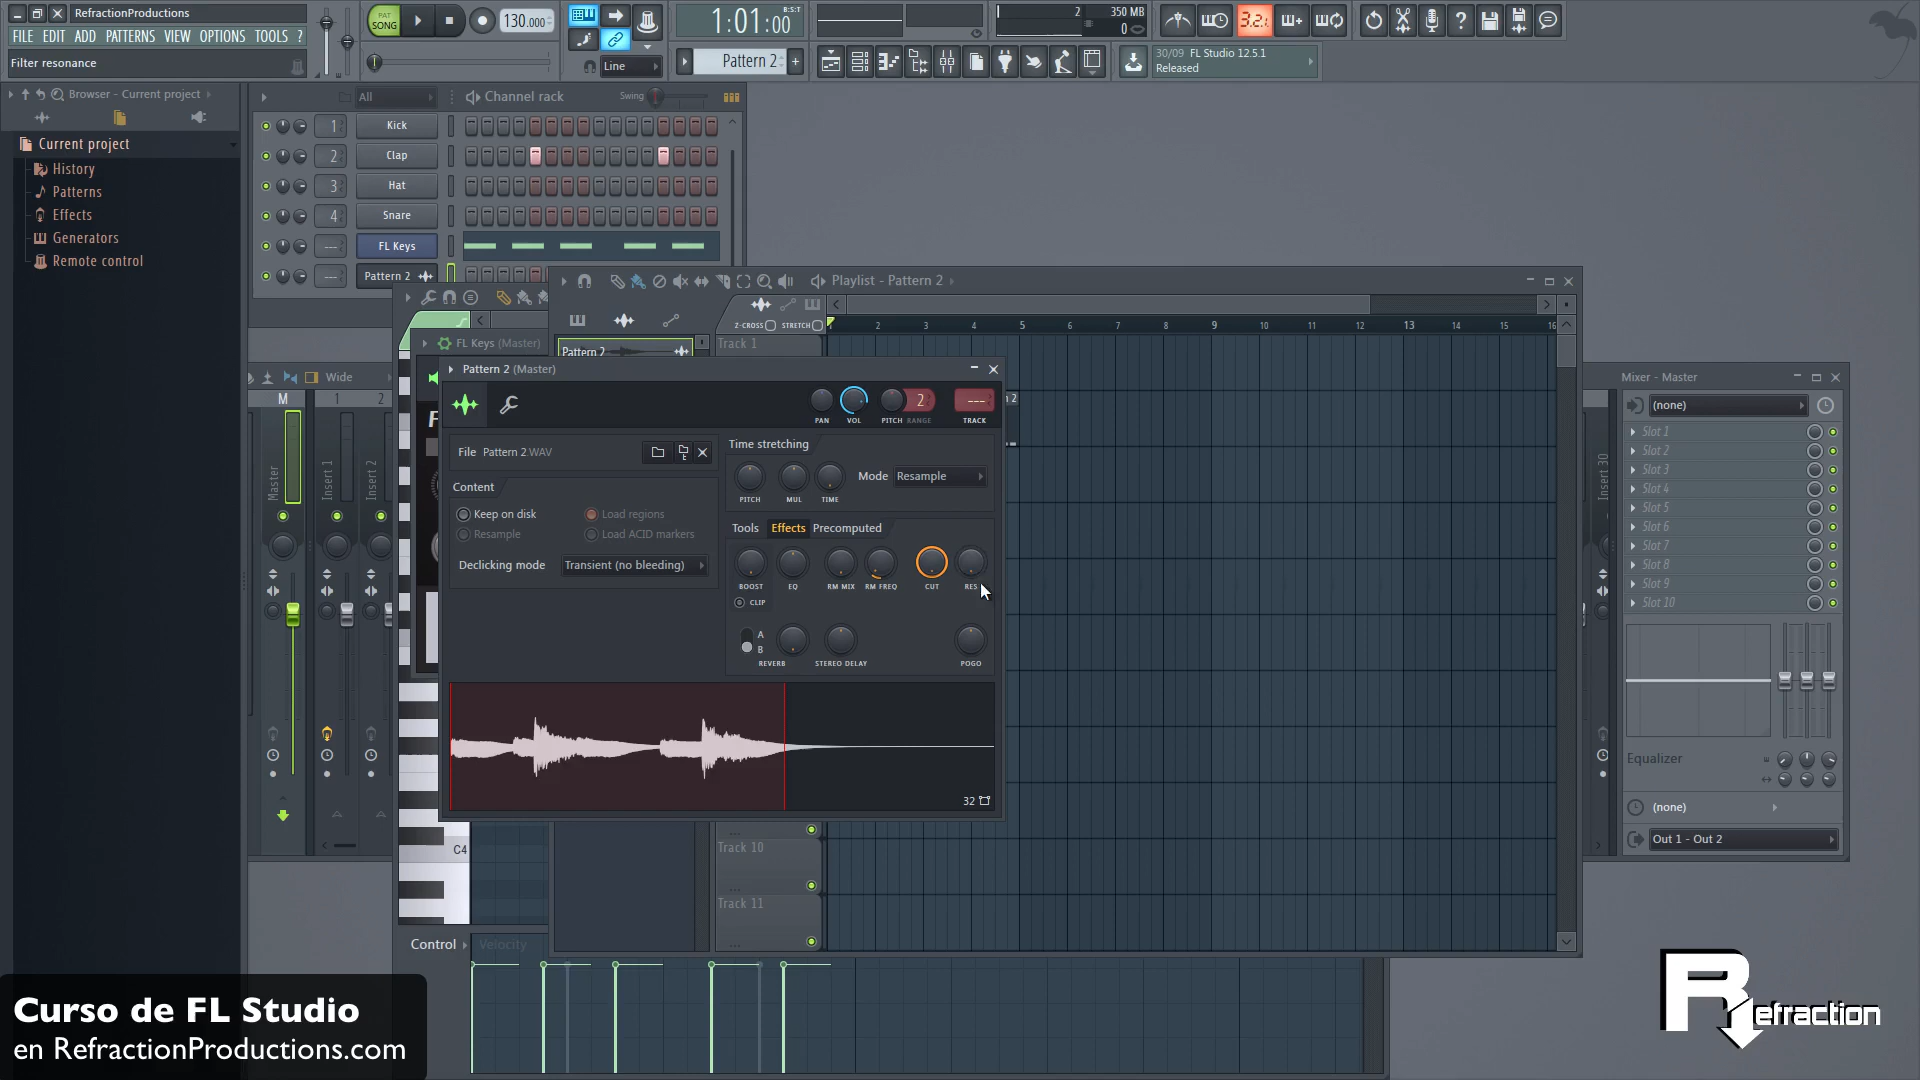 RefractionProductions
FILE EDIT ADD PATTERNS VIEW OPTIONS TOOLS ?
Filter resonance
PAT
SONG
130.000
1:01:00
B:S:T
2
350 MB
0
3.2.
Line
Pattern 2
30/09 FL Studio 12.5.1
Released
Browser - Current project
Current project
History
Patterns
Effects
Generators
Remote control
All
Channel rack
Swing
1 Kick
2 Clap
3 Hat
4 Snare
--- FL Keys
--- Pattern 2
Playlist - Pattern 2
Z-CROSS STRETCH
2 3 4 5 6 7 8 9 10 11 12 13 14 15 16
Pattern 2
Track 1
FL Keys (Master)
Wide
M 1 2
Master
Insert 1
Insert 2
Pattern 2 (Master)
PAN VOL PITCH RANGE TRACK
2
---
File Pattern 2.WAV
Content
Keep on disk
Load regions
Resample
Load ACID markers
Declicking mode Transient (no bleeding)
Time stretching
PITCH MUL TIME
Mode Resample
Tools Effects Precomputed
BOOST EQ RM MIX RM FREQ CUT RES
CLIP
A
B
REVERB STEREO DELAY POGO
32
Track 10
Track 11
C4
Control Velocity
Mixer - Master
(none)
Slot 1
Slot 2
Slot 3
Slot 4
Slot 5
Slot 6
Slot 7
Slot 8
Slot 9
Slot 10
Insert 30
Equalizer
(none)
Out 1 - Out 2
Curso de FL Studio
en RefractionProductions.com
Refraction